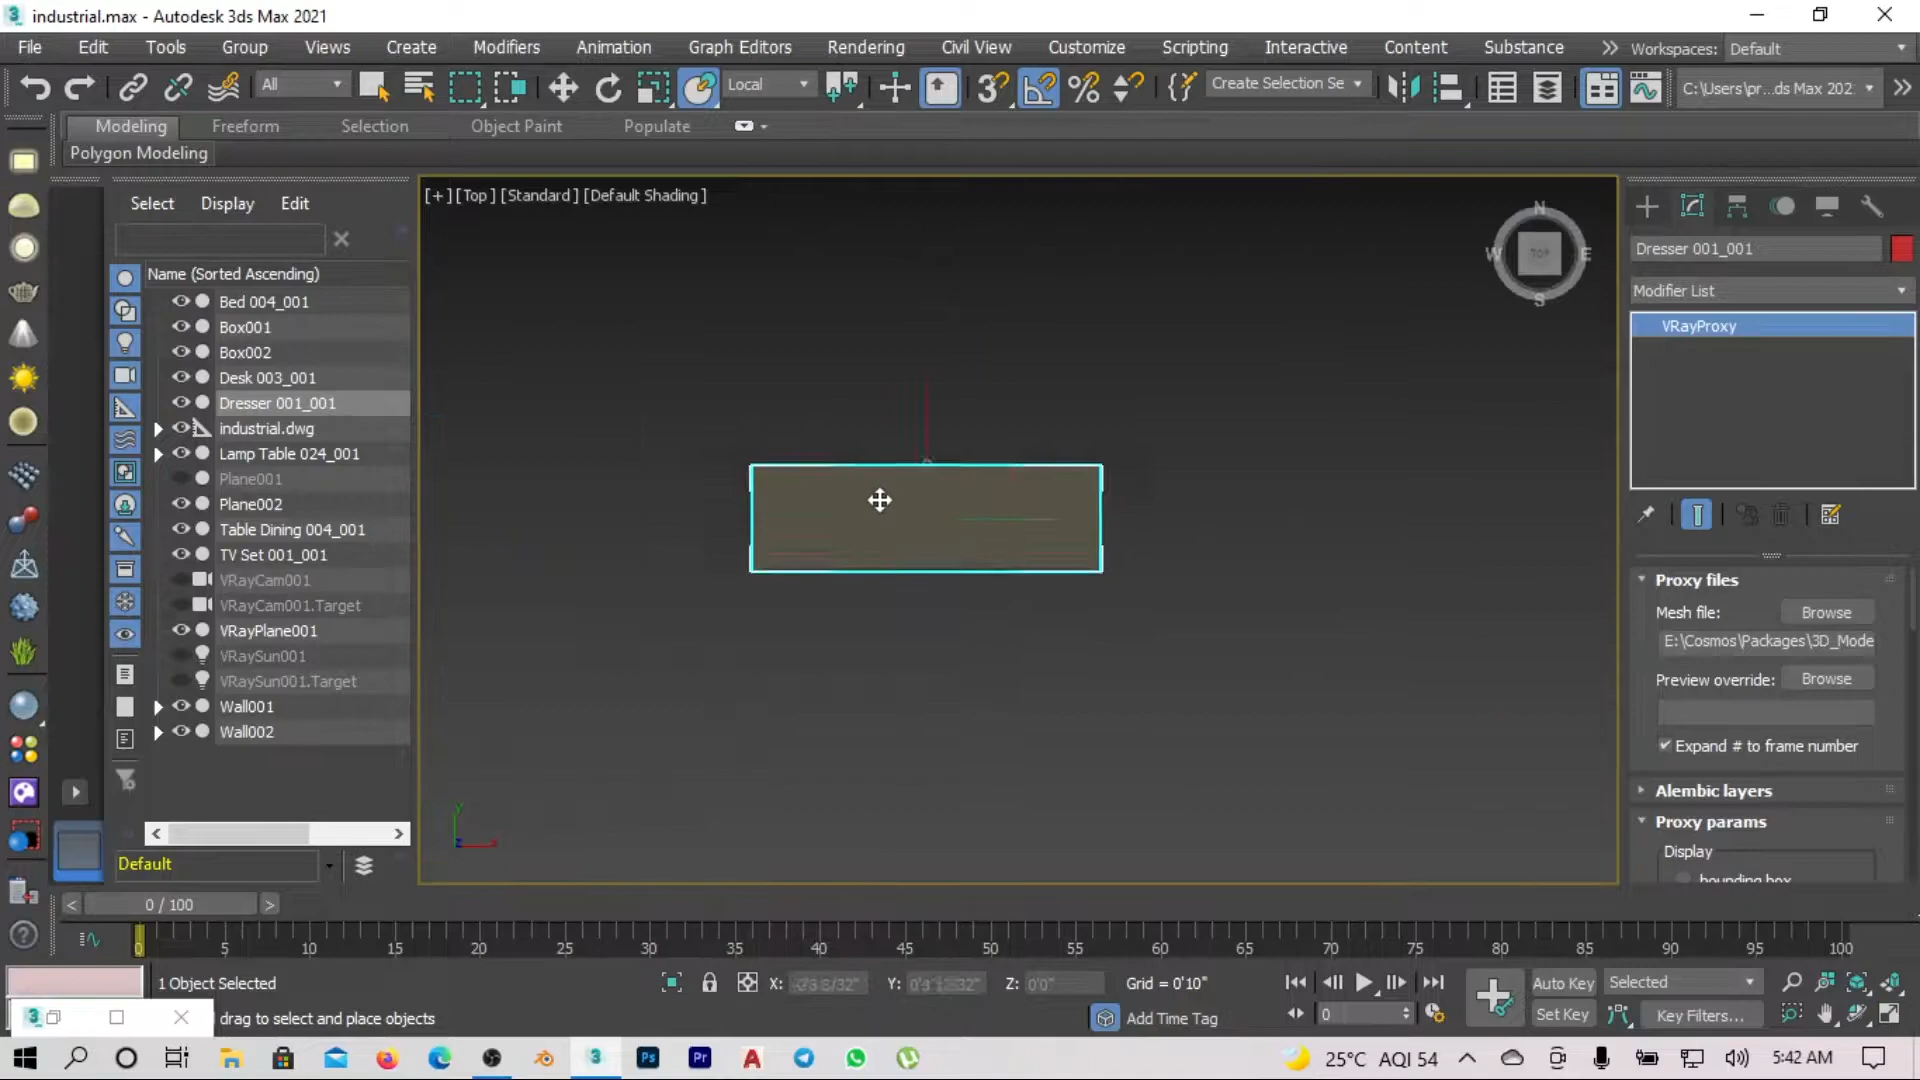 industrial.max - Autodesk 3ds Max 2021
File Edit Tools Group Views Create Modifiers Animation Graph Editors Rendering Civil View Customize Scripting Interactive Content Substance Workspaces: Default
All Local Create Selection Se C:\Users\pr...ds Max 202
Modeling Freeform Selection Object Paint Populate
Polygon Modeling
Select Display Edit
Name (Sorted Ascending)
Bed 004_001
Box001
Box002
Desk 003_001
Dresser 001_001
industrial.dwg
Lamp Table 024_001
Plane001
Plane002
Table Dining 004_001
TV Set 001_001
VRayCam001
VRayCam001.Target
VRayPlane001
VRaySun001
VRaySun001.Target
Wall001
Wall002
Default
[+] [Top] [Standard] [Default Shading]
N
W TOP E
S
y
x
Dresser 001_001
Modifier List
VRayProxy
Proxy files
Mesh file: Browse
E:\Cosmos\Packages\3D_Mode
Preview override: Browse
Expand # to frame number
Alembic layers
Proxy params
Display
bounding box
0 / 100
0 5 10 15 20 25 30 35 40 45 50 55 60 65 70 75 80 85 90 95 100
1 Object Selected X: Y: Z: 0'0" Grid = 0'10" Auto Key Selected
drag to select and place objects Add Time Tag 0 Set Key Key Filters...
25°C AQI 54 5:42 AM